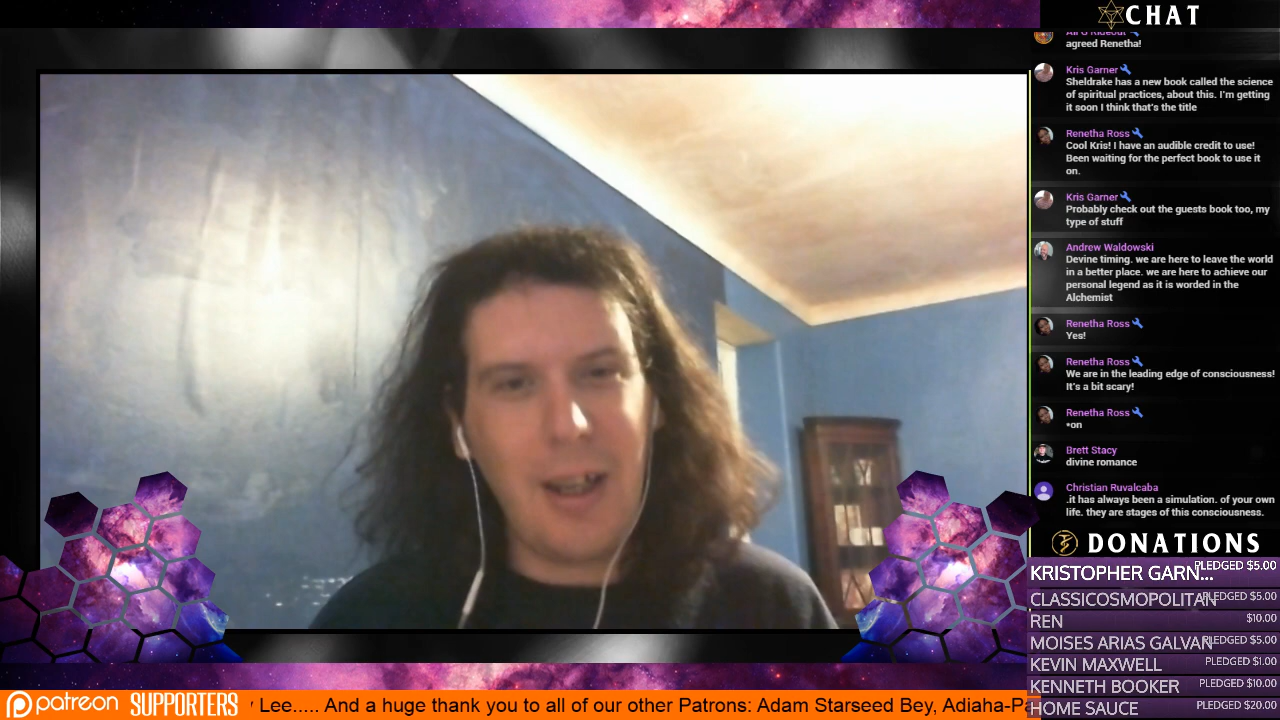 CHAT
Ali G Rideout
agreed Renetha!
Kris Garner
Sheldrake has a new book called the science
of spiritual practices, about this. I'm getting
it soon I think that's the title
Renetha Ross
Cool Kris! I have an audible credit to use!
Been waiting for the perfect book to use it
on.
Kris Garner
Probably check out the guests book too, my
type of stuff
Andrew Waldowski
Devine timing. we are here to leave the world
in a better place. we are here to achieve our
personal legend as it is worded in the
Alchemist
Renetha Ross
Yes!
Renetha Ross
We are in the leading edge of consciousness!
It's a bit scary!
Renetha Ross
*on
Brett Stacy
divine romance
Christian Ruvalcaba
.it has always been a simulation. of your own
life. they are stages of this consciousness.
DONATIONS
KRISTOPHER GARN... PLEDGED $5.00
CLASSICOSMOPOLITAN PLEDGED $5.00
REN $10.00
MOISES ARIAS GALVAN PLEDGED $5.00
KEVIN MAXWELL PLEDGED $1.00
KENNETH BOOKER PLEDGED $10.00
HOME SAUCE PLEDGED $20.00
patreon SUPPORTERS Lee..... And a huge thank you to all of our other Patrons: Adam Starseed Bey, Adiaha-Pa